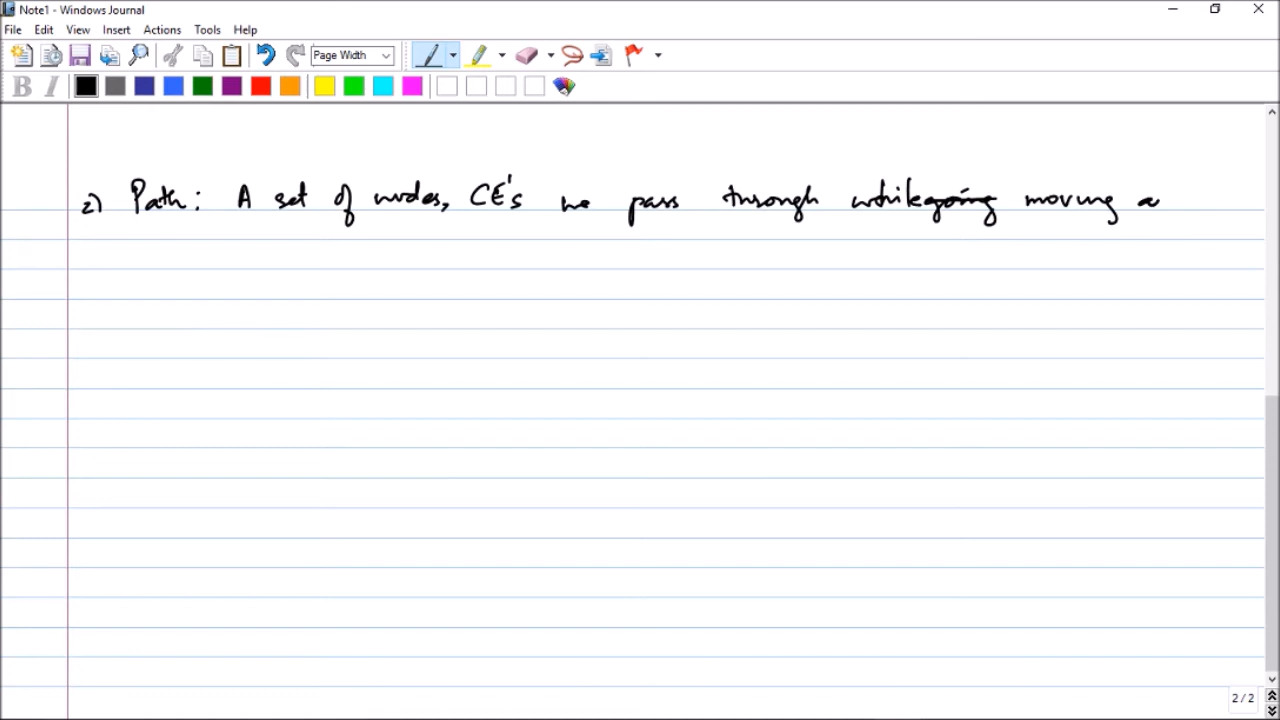 Note1 - Windows Journal
File Edit View Insert Actions Tools Help
Page Width
B I
2) Path: A set of nodes, CE's we pass through while going moving a
2 / 2